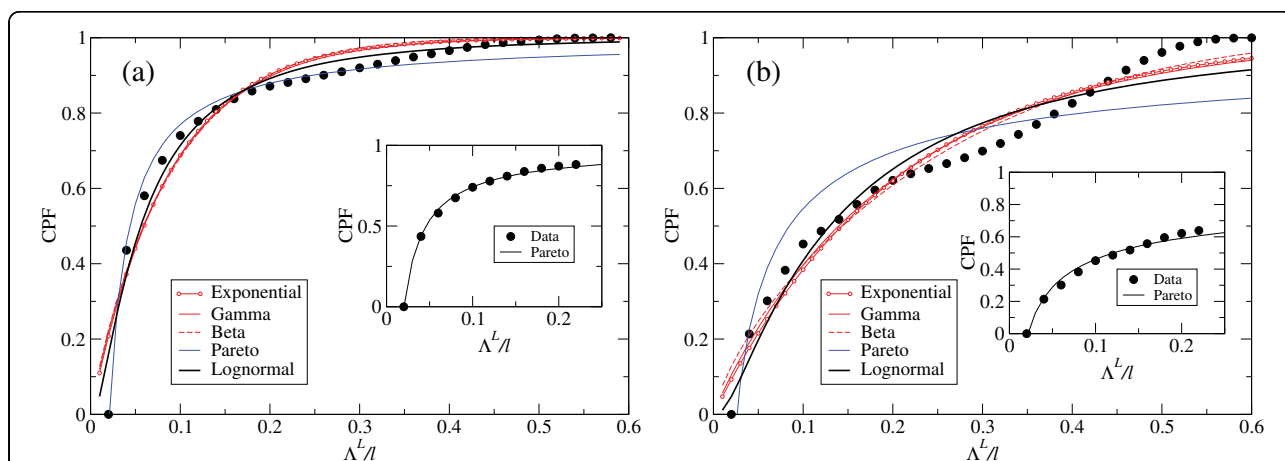 (a)
CPF
1
0.8
0.6
0.4
0.2
0
0 0.1 0.2 0.3 0.4 0.5 0.6
Λ^L/l
Exponential
Gamma
Beta
Pareto
Lognormal
CPF
1
0.5
0
0 0.1 0.2
Λ^L/l
Data
Pareto
(b)
CPF
1
0.8
0.6
0.4
0.2
0
0 0.1 0.2 0.3 0.4 0.5 0.6
Λ^L/l
Exponential
Gamma
Beta
Pareto
Lognormal
CPF
1
0.8
0.6
0.4
0.2
0
0 0.1 0.2
Λ^L/l
Data
Pareto